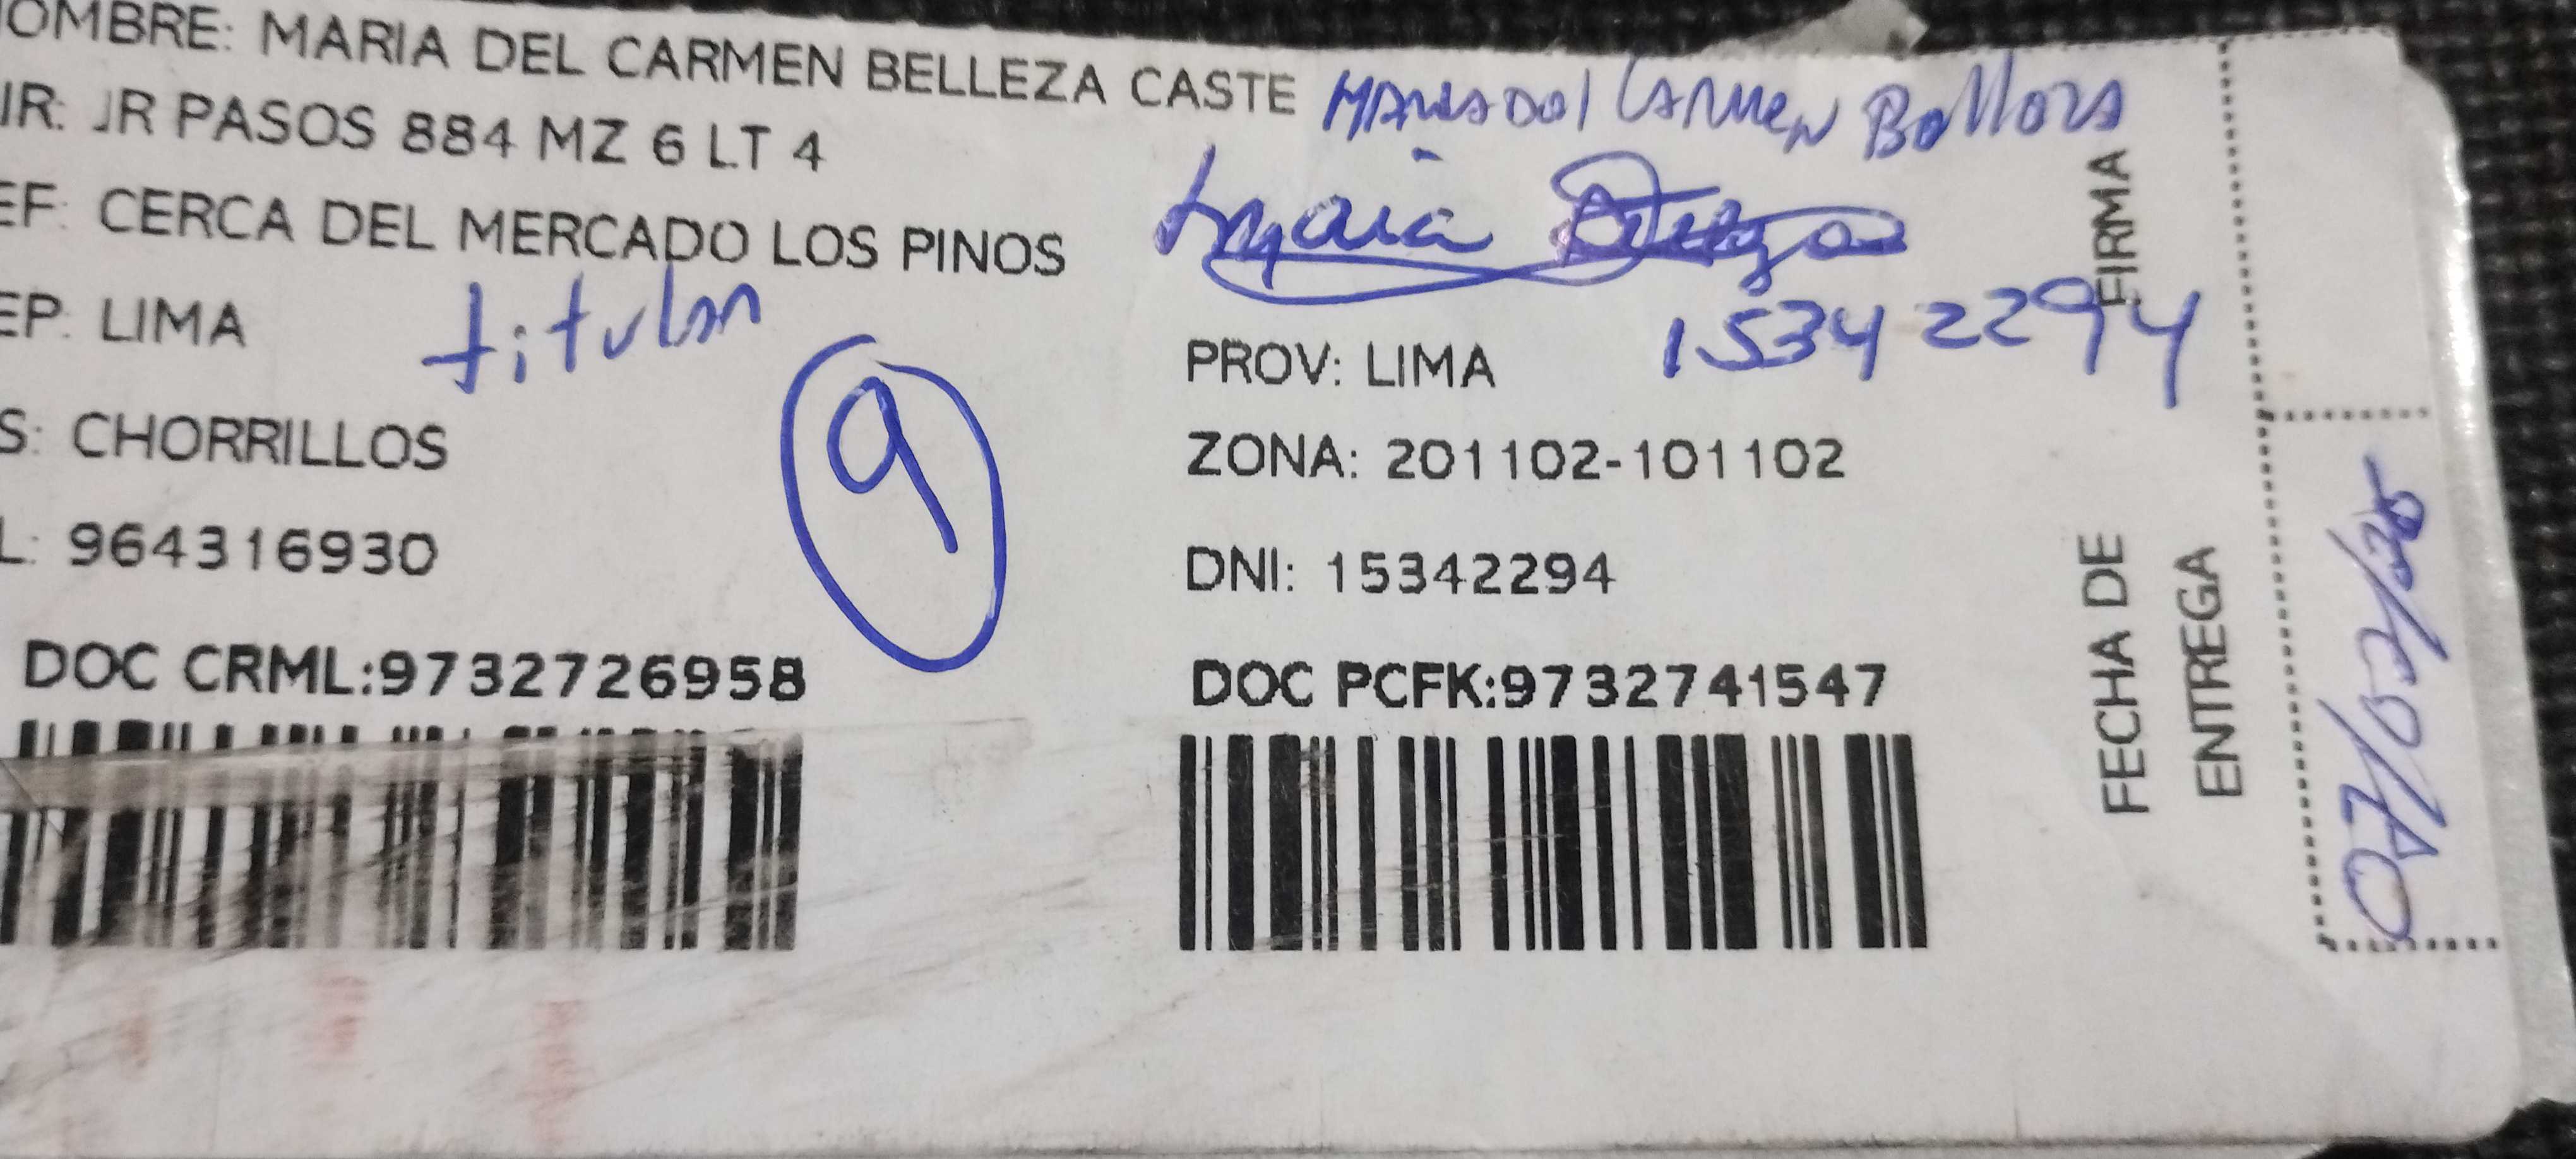 OMBRE: MARIA DEL CARMEN BELLEZA CASTE
Carmen
IR: JR PASOS 884 MZ 6 LT 4
EF: CERCA DEL MERCADO LOS PINOS
FIRMA
EP: LIMA
titular
PROV: LIMA
15342294
9
S: CHORRILLOS
ZONA: 201102-101102
L: 964316930
DNI: 15342294
FECHA DE
ENTREGA
DOC CRML:9732726958
DOC PCFK:9732741547